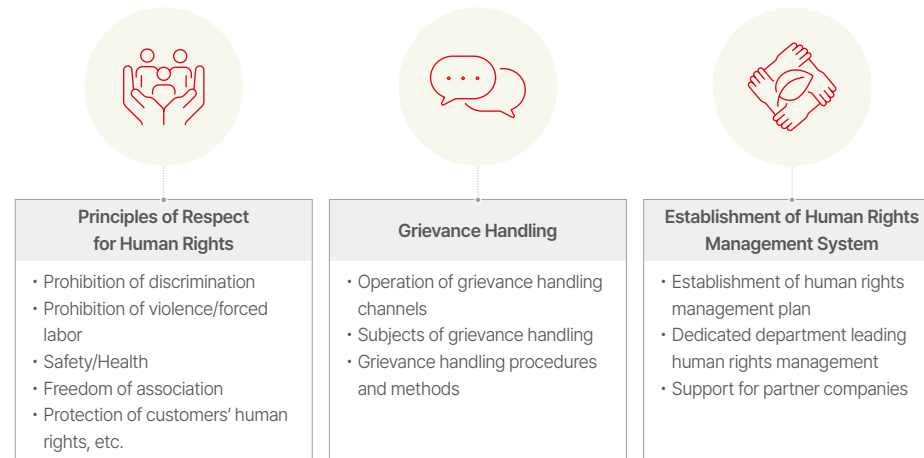 Principles of Respect
for Human Rights
• Prohibition of discrimination
• Prohibition of violence/forced
labor
• Safety/Health
• Freedom of association
• Protection of customers’ human
rights, etc.
Grievance Handling
• Operation of grievance handling
channels
• Subjects of grievance handling
• Grievance handling procedures
and methods
Establishment of Human Rights
Management System
• Establishment of human rights
management plan
• Dedicated department leading
human rights management
• Support for partner companies